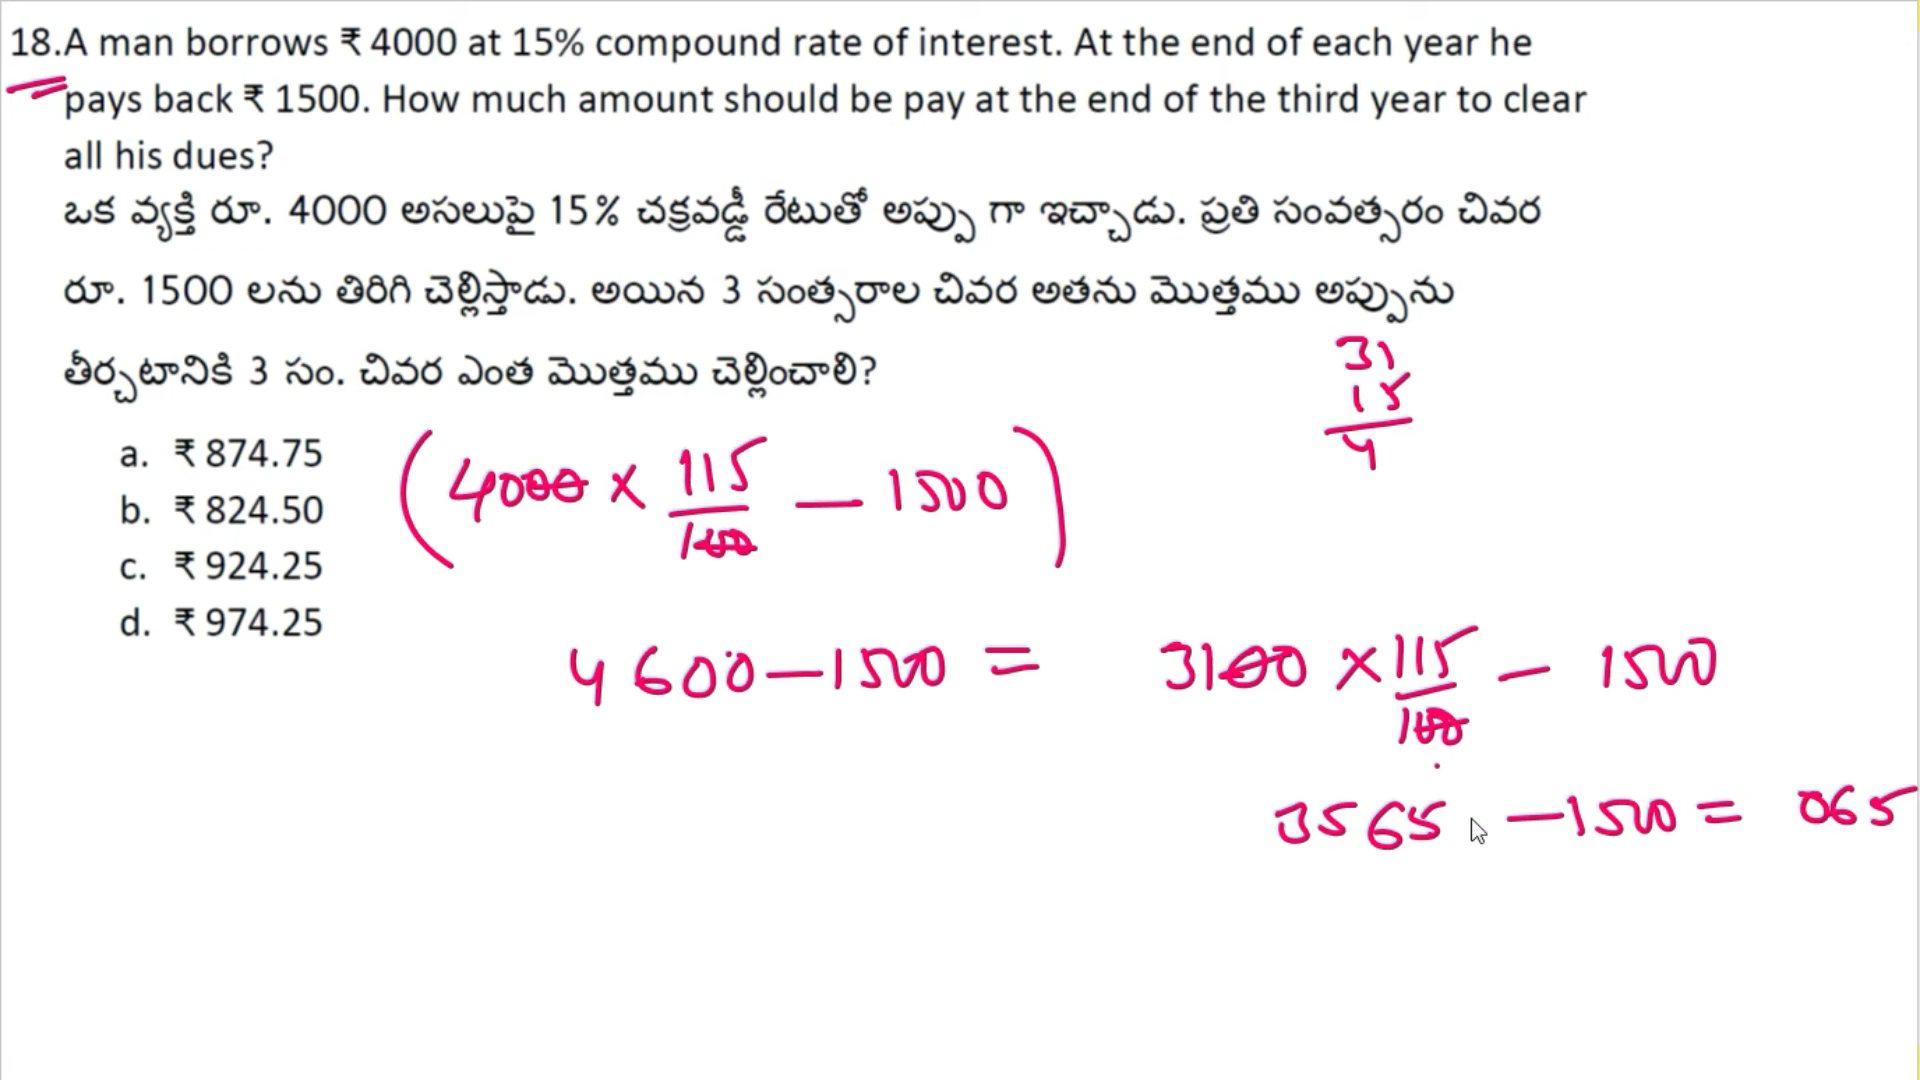 18.A man borrows ₹ 4000 at 15% compound rate of interest. At the end of each year he
pays back ₹ 1500. How much amount should be pay at the end of the third year to clear
all his dues?
ఒక వ్యక్తి రూ. 4000 అసలుపై 15% చక్రవడ్డీ రేటుతో అప్పు గా ఇచ్చాడు. ప్రతి సంవత్సరం చివర
రూ. 1500 లను తిరిగి చెల్లిస్తాడు. అయిన 3 సంత్సరాల చివర అతను మొత్తము అప్పును
తీర్చటానికి 3 సం. చివర ఎంత మొత్తము చెల్లించాలి?
31
15
4
a. ₹ 874.75
b. ₹ 824.50
c. ₹ 924.25
d. ₹ 974.25
(4000 × 115/100 — 1500)
4600 — 1500 = 3100 × 115/100 — 1500
3565 — 1500 = 065